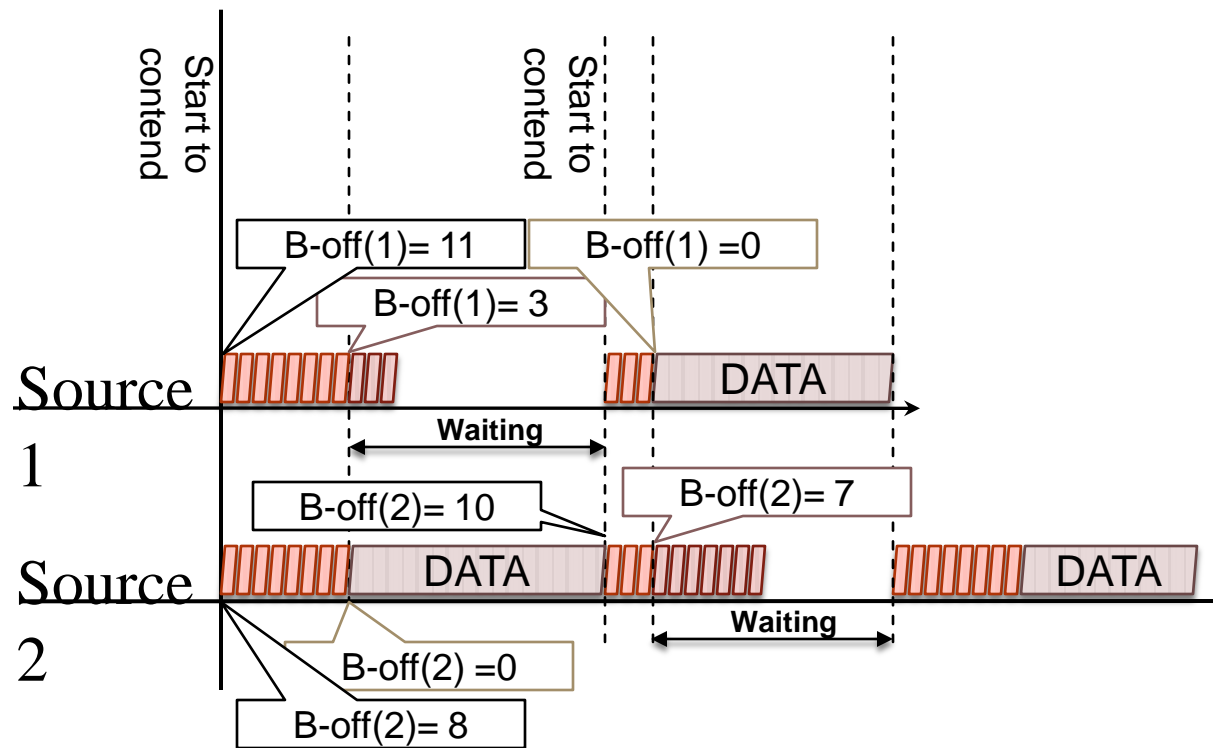 Start to
contend
Start to
contend
B-off(1)= 11
B-off(1) =0
B-off(1)= 3
Source
1
DATA
Waiting
B-off(2)= 10
B-off(2)= 7
Source
2
DATA
DATA
Waiting
B-off(2) =0
B-off(2)= 8